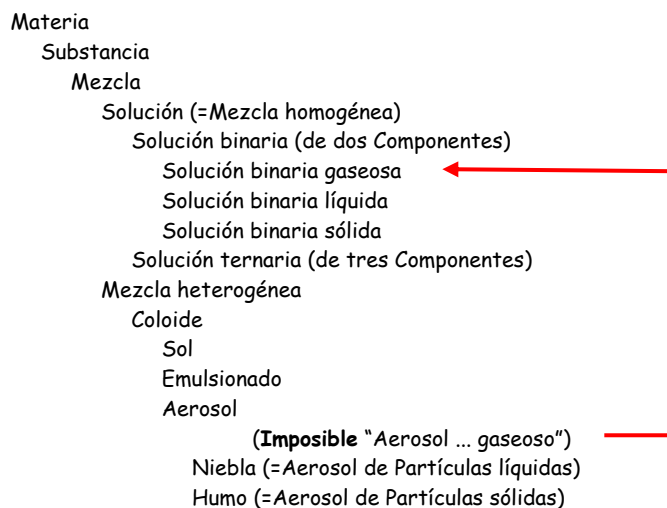 Materia
Substancia
Mezcla
Solución (=Mezcla homogénea)
Solución binaria (de dos Componentes)
Solución binaria gaseosa
Solución binaria líquida
Solución binaria sólida
Solución ternaria (de tres Componentes)
Mezcla heterogénea
Coloide
Sol
Emulsionado
Aerosol
(Imposible “Aerosol ... gaseoso”)
Niebla (=Aerosol de Partículas líquidas)
Humo (=Aerosol de Partículas sólidas)